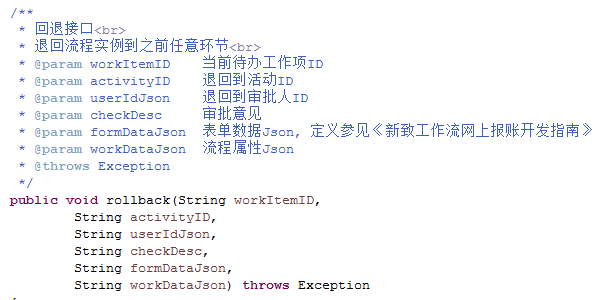 /**
 * 回退接口<br>
 * 退回流程实例到之前任意环节<br>
 * @param workItemID    当前待办工作项ID
 * @param activityID    退回到活动ID
 * @param userIdJson    退回到审批人ID
 * @param checkDesc     审批意见
 * @param formDataJson  表单数据Json, 定义参见《新致工作流网上报账开发指南》
 * @param workDataJson  流程属性Json
 * @throws Exception
 */
public void rollback(String workItemID,
        String activityID,
        String userIdJson,
        String checkDesc,
        String formDataJson,
        String workDataJson) throws Exception